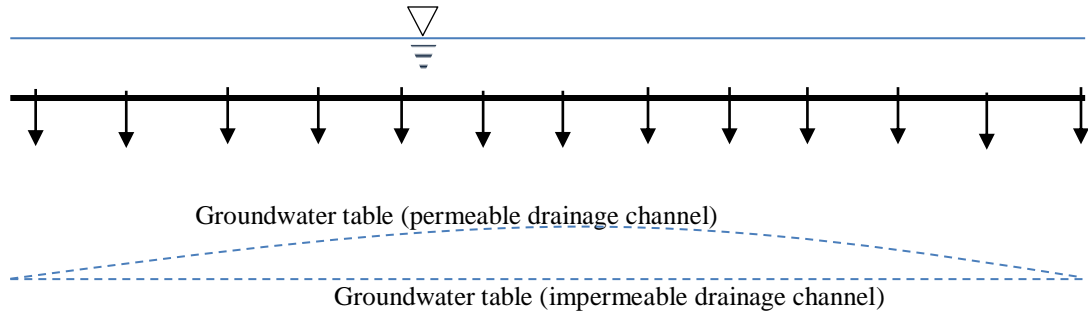 Groundwater table (permeable drainage channel)
Groundwater table (impermeable drainage channel)